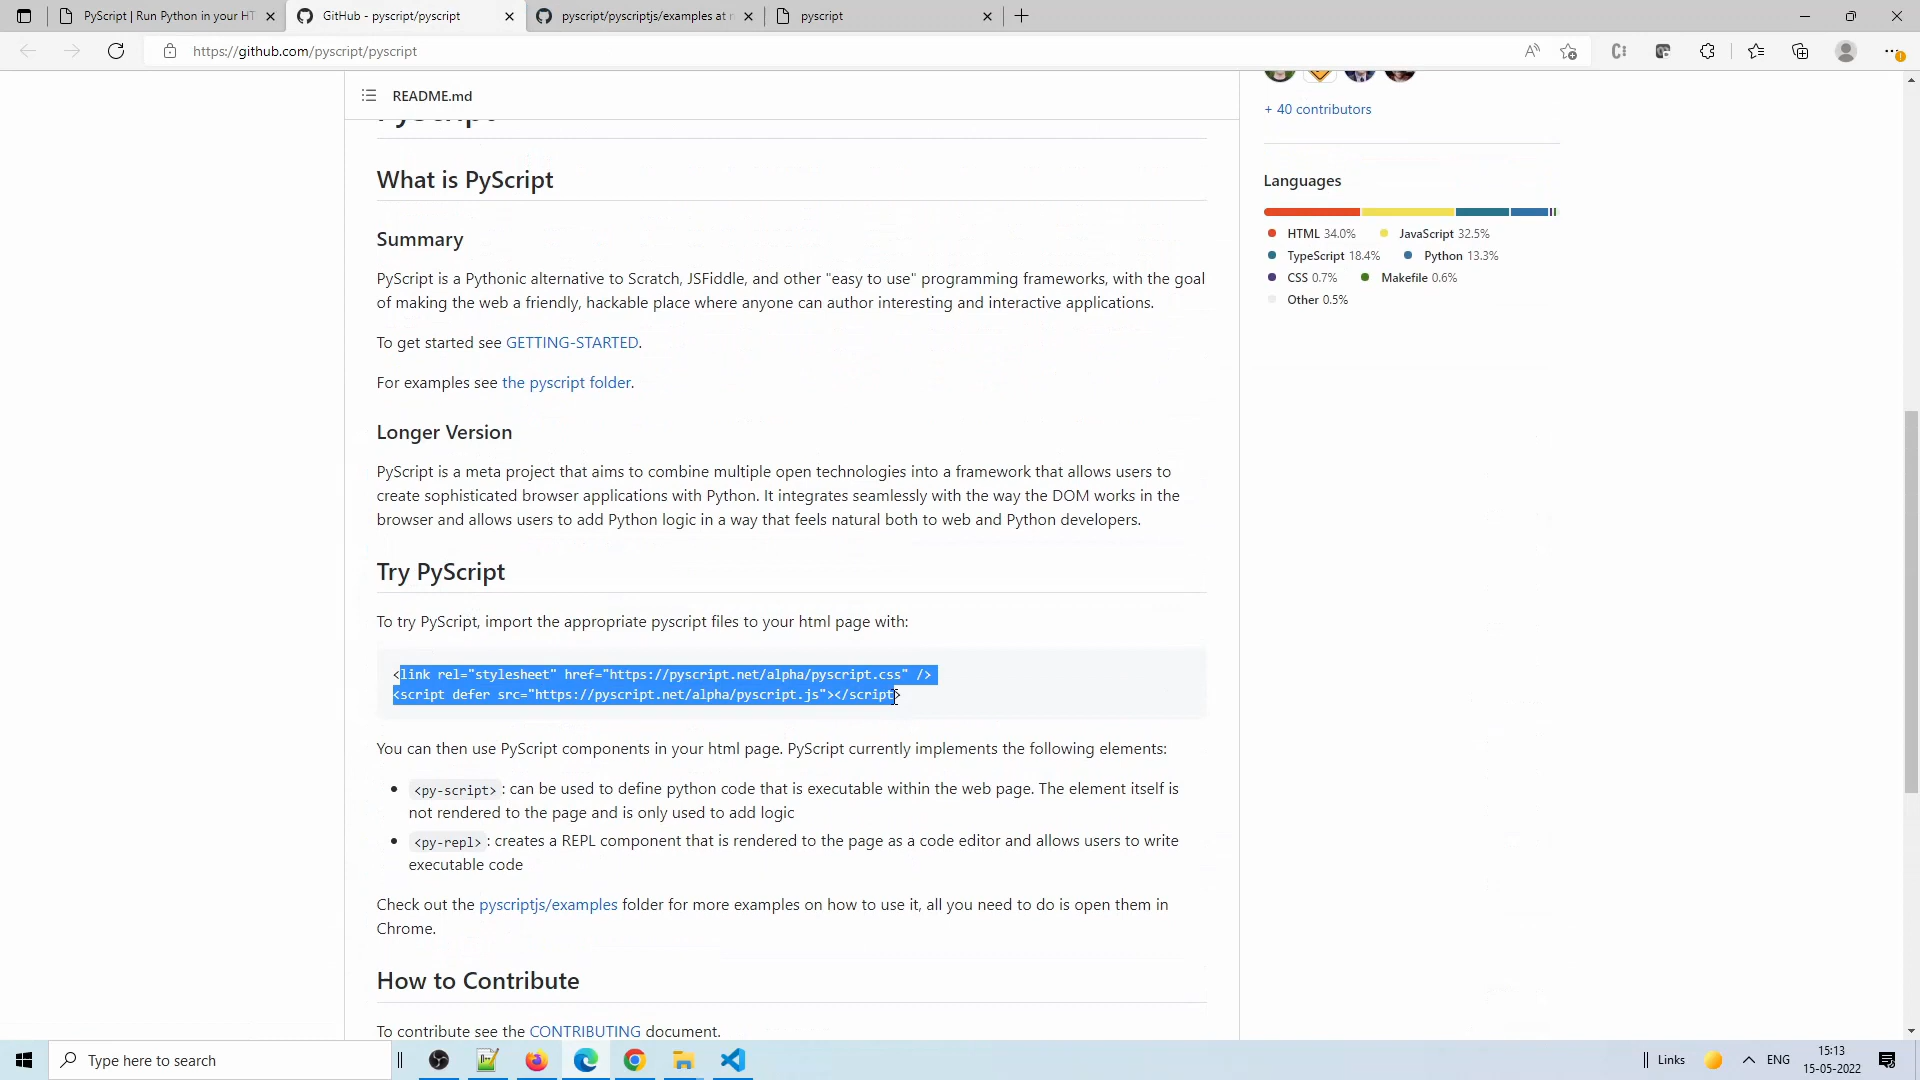 PyScript | Run Python in your HT
GitHub - pyscript/pyscript
pyscript/pyscriptjs/examples at
pyscript
https://github.com/pyscript/pyscript
README.md
PyScript
What is PyScript
Summary
PyScript is a Pythonic alternative to Scratch, JSFiddle, and other "easy to use" programming frameworks, with the goal
of making the web a friendly, hackable place where anyone can author interesting and interactive applications.
To get started see GETTING-STARTED.
For examples see the pyscript folder.
Longer Version
PyScript is a meta project that aims to combine multiple open technologies into a framework that allows users to
create sophisticated browser applications with Python. It integrates seamlessly with the way the DOM works in the
browser and allows users to add Python logic in a way that feels natural both to web and Python developers.
Try PyScript
To try PyScript, import the appropriate pyscript files to your html page with:
<link rel="stylesheet" href="https://pyscript.net/alpha/pyscript.css" />
<script defer src="https://pyscript.net/alpha/pyscript.js"></script>
You can then use PyScript components in your html page. PyScript currently implements the following elements:
<py-script> : can be used to define python code that is executable within the web page. The element itself is
not rendered to the page and is only used to add logic
<py-repl> : creates a REPL component that is rendered to the page as a code editor and allows users to write
executable code
Check out the pyscriptjs/examples folder for more examples on how to use it, all you need to do is open them in
Chrome.
How to Contribute
To contribute see the CONTRIBUTING document.
+ 40 contributors
Languages
HTML 34.0% JavaScript 32.5%
TypeScript 18.4% Python 13.3%
CSS 0.7% Makefile 0.6%
Other 0.5%
Type here to search
Links
ENG
15:13
15-05-2022